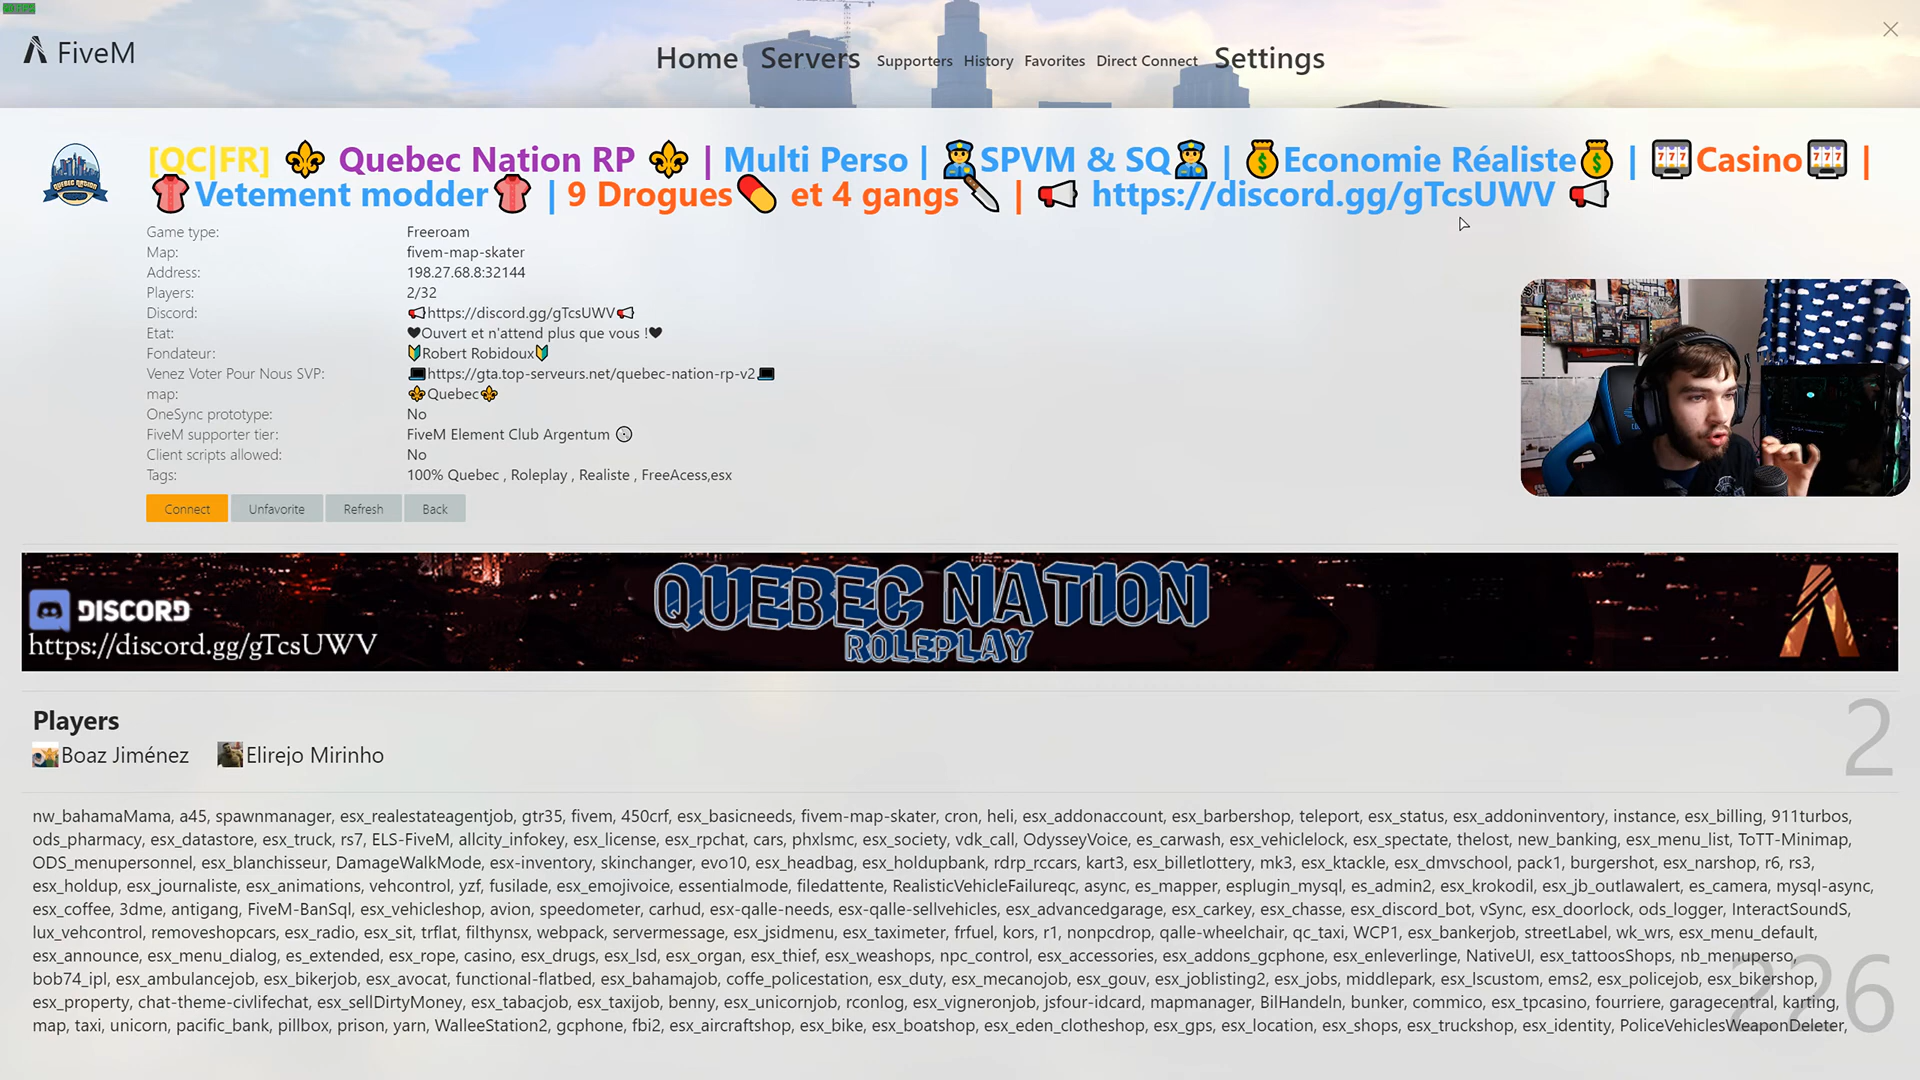 FiveM
Home Servers Supporters History Favorites Direct Connect Settings
[QC|FR] ⚜ Quebec Nation RP ⚜ | Multi Perso | 👮SPVM & SQ👮 | 💰Economie Réaliste💰 | 🎰Casino🎰 |
👚Vetement modder👚 | 9 Drogues💊 et 4 gangs🔪 | 📢 https://discord.gg/gTcsUWV 📢
Game type: Freeroam
Map: fivem-map-skater
Address: 198.27.68.8:32144
Players: 2/32
Discord: 📢https://discord.gg/gTcsUWV📢
Etat: ♥Ouvert et n'attend plus que vous !♥
Fondateur: 🔰Robert Robidoux🔰
Venez Voter Pour Nous SVP: 💻https://gta.top-serveurs.net/quebec-nation-rp-v2💻
map: ⚜Quebec⚜
OneSync prototype: No
FiveM supporter tier: FiveM Element Club Argentum
Client scripts allowed: No
Tags: 100% Quebec , Roleplay , Realiste , FreeAcess,esx
Connect Unfavorite Refresh Back
QUEBEC NATION
ROLEPLAY
DISCORD
https://discord.gg/gTcsUWV
Players
2
Boaz Jiménez Elirejo Mirinho
nw_bahamaMama, a45, spawnmanager, esx_realestateagentjob, gtr35, fivem, 450crf, esx_basicneeds, fivem-map-skater, cron, heli, esx_addonaccount, esx_barbershop, teleport, esx_status, esx_addoninventory, instance, esx_billing, 911turbos,
ods_pharmacy, esx_datastore, esx_truck, rs7, ELS-FiveM, allcity_infokey, esx_license, esx_rpchat, cars, phxlsmc, esx_society, vdk_call, OdysseyVoice, es_carwash, esx_vehiclelock, esx_spectate, thelost, new_banking, esx_menu_list, ToTT-Minimap,
ODS_menupersonnel, esx_blanchisseur, DamageWalkMode, esx-inventory, skinchanger, evo10, esx_headbag, esx_holdupbank, rdrp_rccars, kart3, esx_billetlottery, mk3, esx_ktackle, esx_dmvschool, pack1, burgershot, esx_narshop, r6, rs3,
esx_holdup, esx_journaliste, esx_animations, vehcontrol, yzf, fusilade, esx_emojivoice, essentialmode, filedattente, RealisticVehicleFailureqc, async, es_mapper, esplugin_mysql, es_admin2, esx_krokodil, esx_jb_outlawalert, es_camera, mysql-async,
esx_coffee, 3dme, antigang, FiveM-BanSql, esx_vehicleshop, avion, speedometer, carhud, esx-qalle-needs, esx-qalle-sellvehicles, esx_advancedgarage, esx_carkey, esx_chasse, esx_discord_bot, vSync, esx_doorlock, ods_logger, InteractSoundS,
lux_vehcontrol, removeshopcars, esx_radio, esx_sit, trflat, filthynsx, webpack, servermessage, esx_jsidmenu, esx_taximeter, frfuel, kors, r1, nonpcdrop, qalle-wheelchair, qc_taxi, WCP1, esx_bankerjob, streetLabel, wk_wrs, esx_menu_default,
esx_announce, esx_menu_dialog, es_extended, esx_rope, casino, esx_drugs, esx_lsd, esx_organ, esx_thief, esx_weashops, npc_control, esx_accessories, esx_addons_gcphone, esx_enleverlinge, NativeUI, esx_tattoosShops, nb_menuperso,
bob74_ipl, esx_ambulancejob, esx_bikerjob, esx_avocat, functional-flatbed, esx_bahamajob, coffe_policestation, esx_duty, esx_mecanojob, esx_gouv, esx_joblisting2, esx_jobs, middlepark, esx_lscustom, ems2, esx_policejob, esx_bikershop,
esx_property, chat-theme-civlifechat, esx_sellDirtyMoney, esx_tabacjob, esx_taxijob, benny, esx_unicornjob, rconlog, esx_vigneronjob, jsfour-idcard, mapmanager, BilHandeln, bunker, commico, esx_tpcasino, fourriere, garagecentral, karting,
map, taxi, unicorn, pacific_bank, pillbox, prison, yarn, WalleeStation2, gcphone, fbi2, esx_aircraftshop, esx_bike, esx_boatshop, esx_eden_clotheshop, esx_gps, esx_location, esx_shops, esx_truckshop, esx_identity, PoliceVehiclesWeaponDeleter,
226